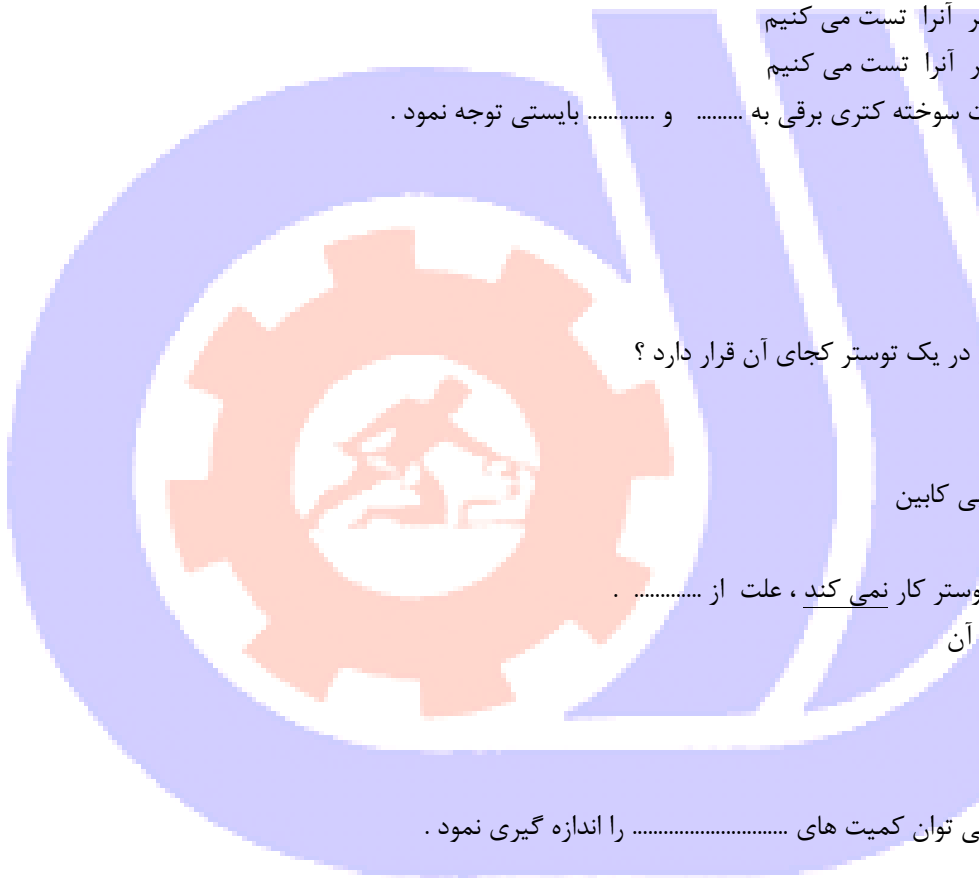 آنرا تست می کنیم
آنرا تست می کنیم
سوخته کتری برقی به ......... و ............. بایستی توجه نمود .
در یک توستر کجای آن قرار دارد ؟
کابین
کار نمی کند ، علت از ............. .
آن
توان کمیت های .............................. را اندازه گیری نمود .